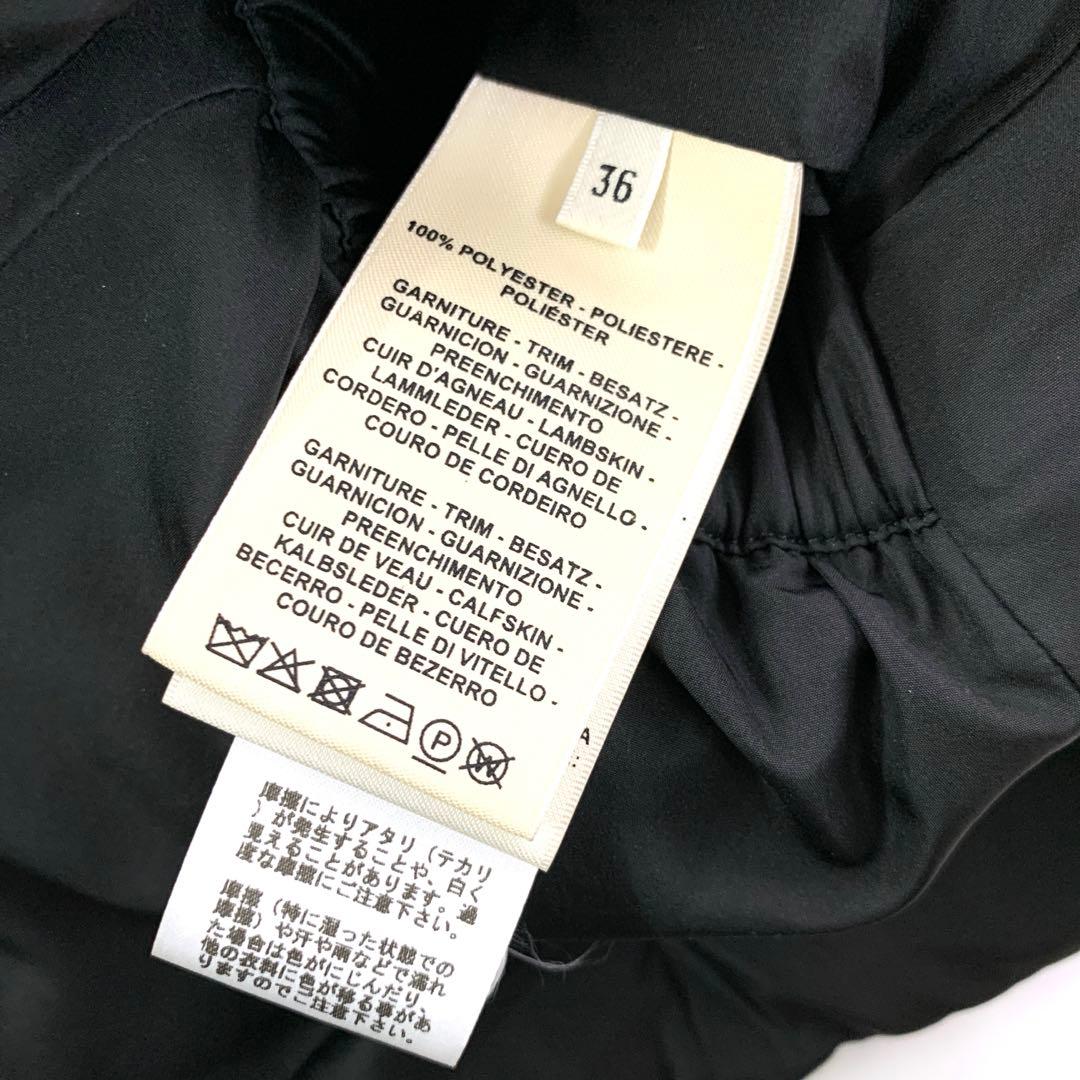 36
100% POLYESTER - POLIESTERE -
POLIÉSTER
GARNITURE - TRIM - BESATZ -
GUARNICION - GUARNIZIONE -
PREENCHIMENTO
CUIR D'AGNEAU - LAMBSKIN -
LAMMLEDER - CUERO DE
CORDERO - PELLE DI AGNELLO -
COURO DE CORDEIRO
GARNITURE - TRIM - BESATZ -
GUARNICION - GUARNIZIONE -
PREENCHIMENTO
CUIR DE VEAU - CALFSKIN -
KALBSLEDER - CUERO DE
BECERRO - PELLE DI VITELLO -
COURO DE BEZERRO
P
W
A
:
摩擦によりアタリ（テカリ
）が発生することや、白く
見えることがあります。過
度な摩擦にご注意下さい。
摩擦（特に湿った状態での
摩擦）や汗や雨などで濡れ
た場合は色がにじんだり、
他の衣料に色が移る事があ
りますのでご注意下さい。